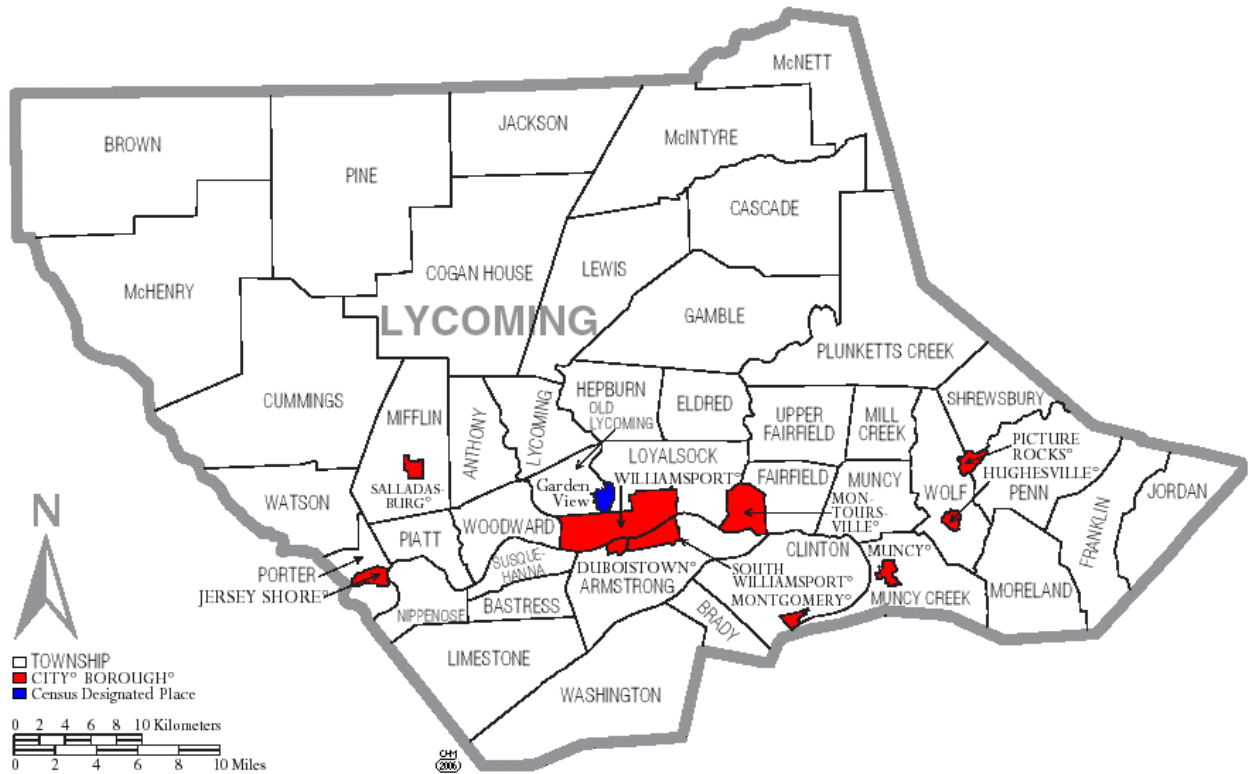 McNETT
JACKSON
BROWN
McINTYRE
PINE
CASCADE
COGAN HOUSE
LEWIS
McHENRY
LYCOMING
GAMBLE
PLUNKETTS CREEK
CUMMINGS
MIFFLIN
ANTHONY
LYCOMING
HEPBURN
OLD
LYCOMING
ELDRED
UPPER
FAIRFIELD
MILL
CREEK
SHREWSBURY
PICTURE
ROCKS°
HUGHESVILLE°
LOYALSOCK
WILLIAMSPORT°
FAIRFIELD
MUNCY
WOLF
PENN
JORDAN
FRANKLIN
WATSON
SALLADAS-
BURG°
Garden
View
MON-
TOURS-
VILLE°
PIATT
WOODWARD
SUSQUE-
HANNA
CLINTON
MUNCY°
PORTER
JERSEY SHORE°
DUBOISTOWN°
ARMSTRONG
SOUTH
WILLIAMSPORT°
MONTGOMERY°
MUNCY CREEK
MORELAND
NIPPENOSE
BASTRESS
BRADY
LIMESTONE
WASHINGTON
N
TOWNSHIP
CITY° BOROUGH°
Census Designated Place
0 2 4 6 8 10 Kilometers
0 2 4 6 8 10 Miles
CHM
2006